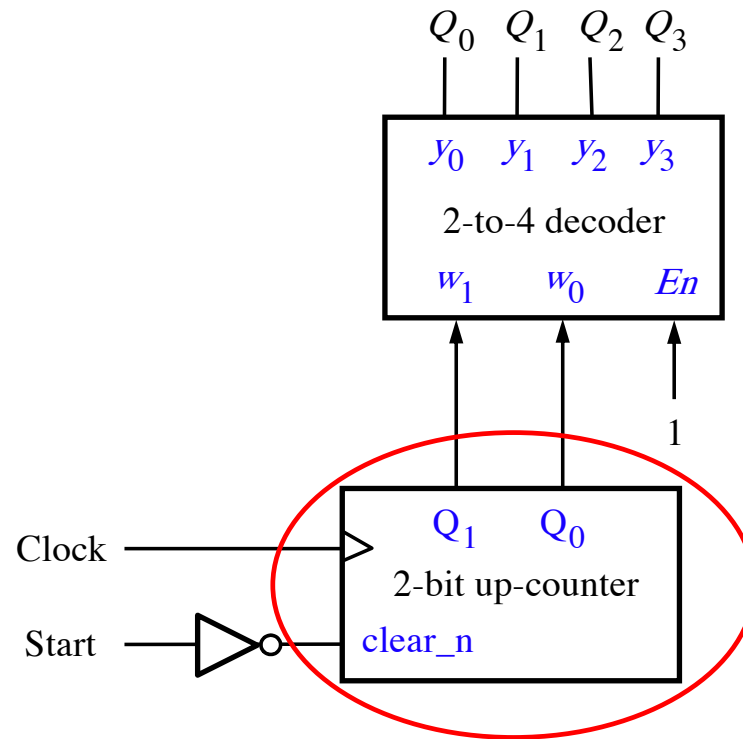 Q0 Q1 Q2 Q3
y0 y1 y2 y3
2-to-4 decoder
w1 w0 En
1
Q1 Q0
Clock
2-bit up-counter
Start
clear_n